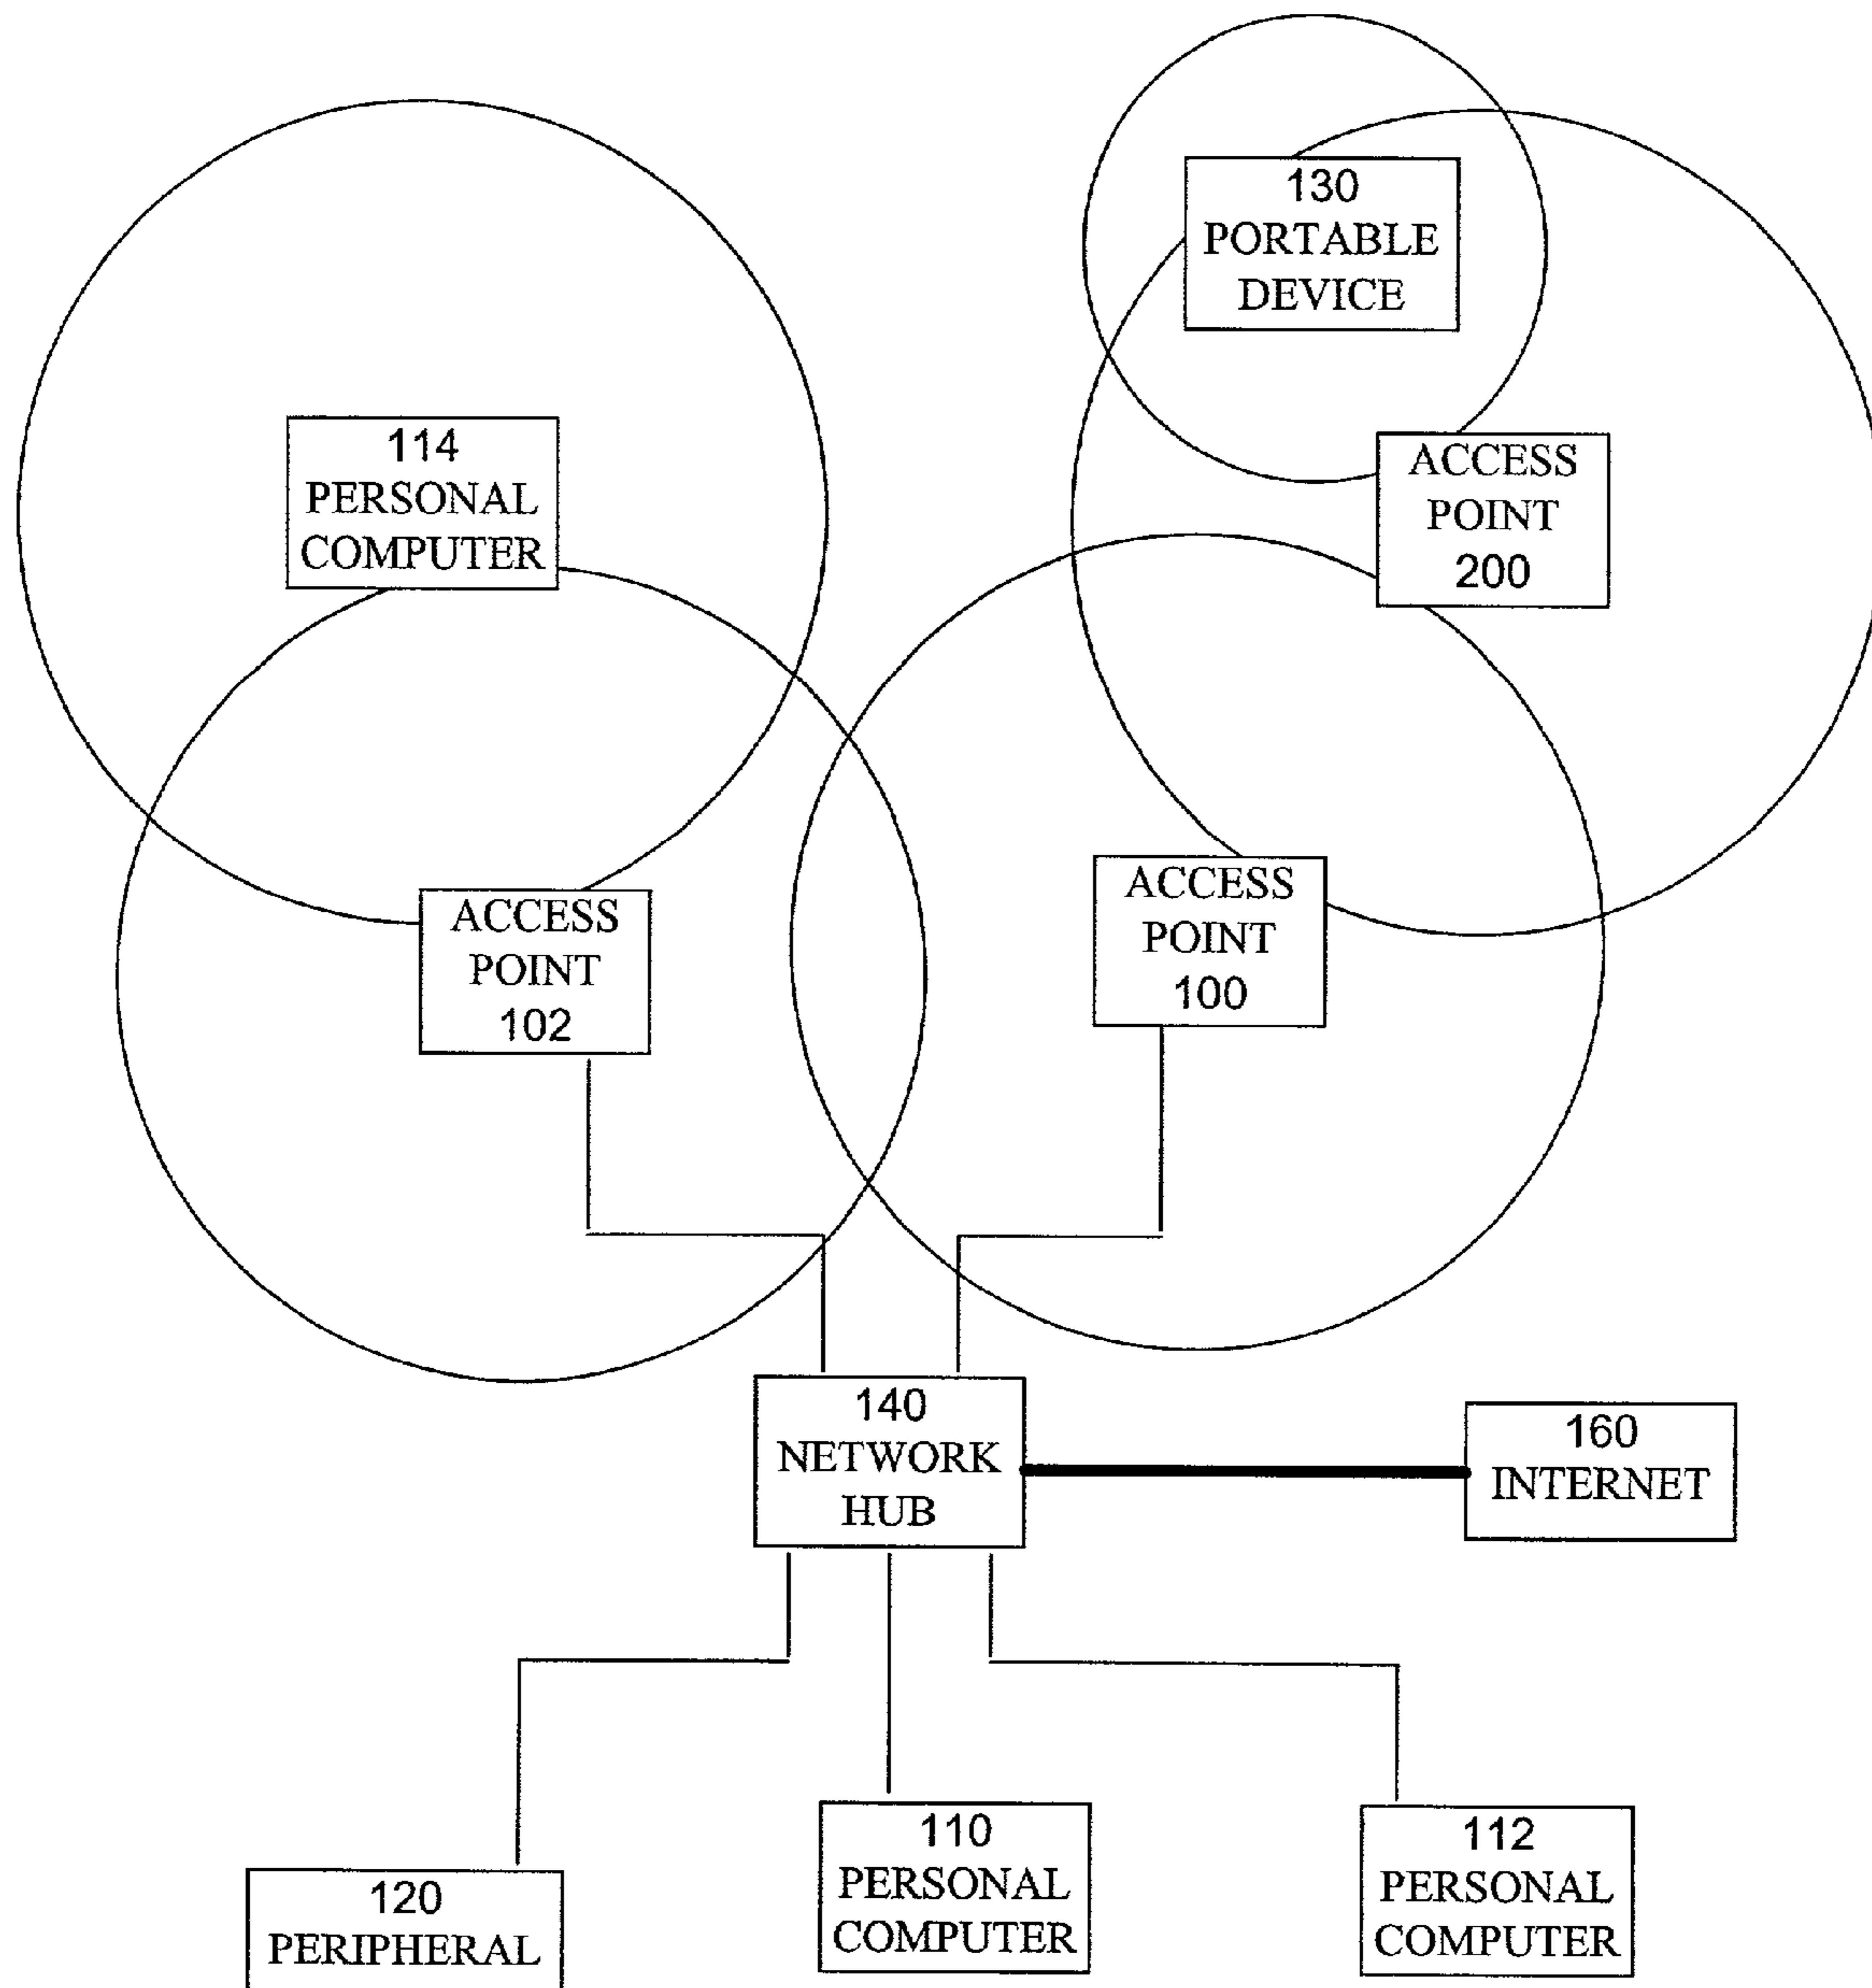 130
PORTABLE
DEVICE
114
PERSONAL
COMPUTER
ACCESS
POINT
200
ACCESS
POINT
102
ACCESS
POINT
100
140
NETWORK
HUB
160
INTERNET
120
PERIPHERAL
110
PERSONAL
COMPUTER
112
PERSONAL
COMPUTER